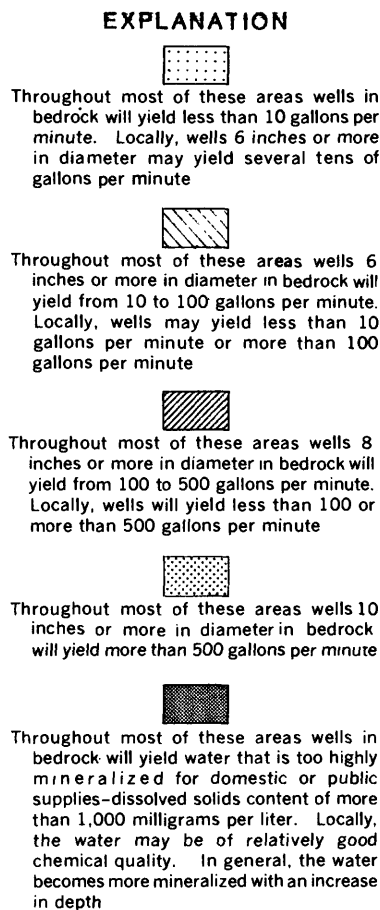 EXPLANATION
Throughout most of these areas wells in
bedrock will yield less than 10 gallons per
minute. Locally, wells 6 inches or more
in diameter may yield several tens of
gallons per minute
Throughout most of these areas wells 6
inches or more in diameter in bedrock will
yield from 10 to 100 gallons per minute.
Locally, wells may yield less than 10
gallons per minute or more than 100
gallons per minute
Throughout most of these areas wells 8
inches or more in diameter in bedrock will
yield from 100 to 500 gallons per minute.
Locally, wells will yield less than 100 or
more than 500 gallons per minute
Throughout most of these areas wells 10
inches or more in diameter in bedrock
will yield more than 500 gallons per minute
Throughout most of these areas wells in
bedrock will yield water that is too highly
mineralized for domestic or public
supplies-dissolved solids content of more
than 1,000 milligrams per liter. Locally,
the water may be of relatively good
chemical quality. In general, the water
becomes more mineralized with an increase
in depth